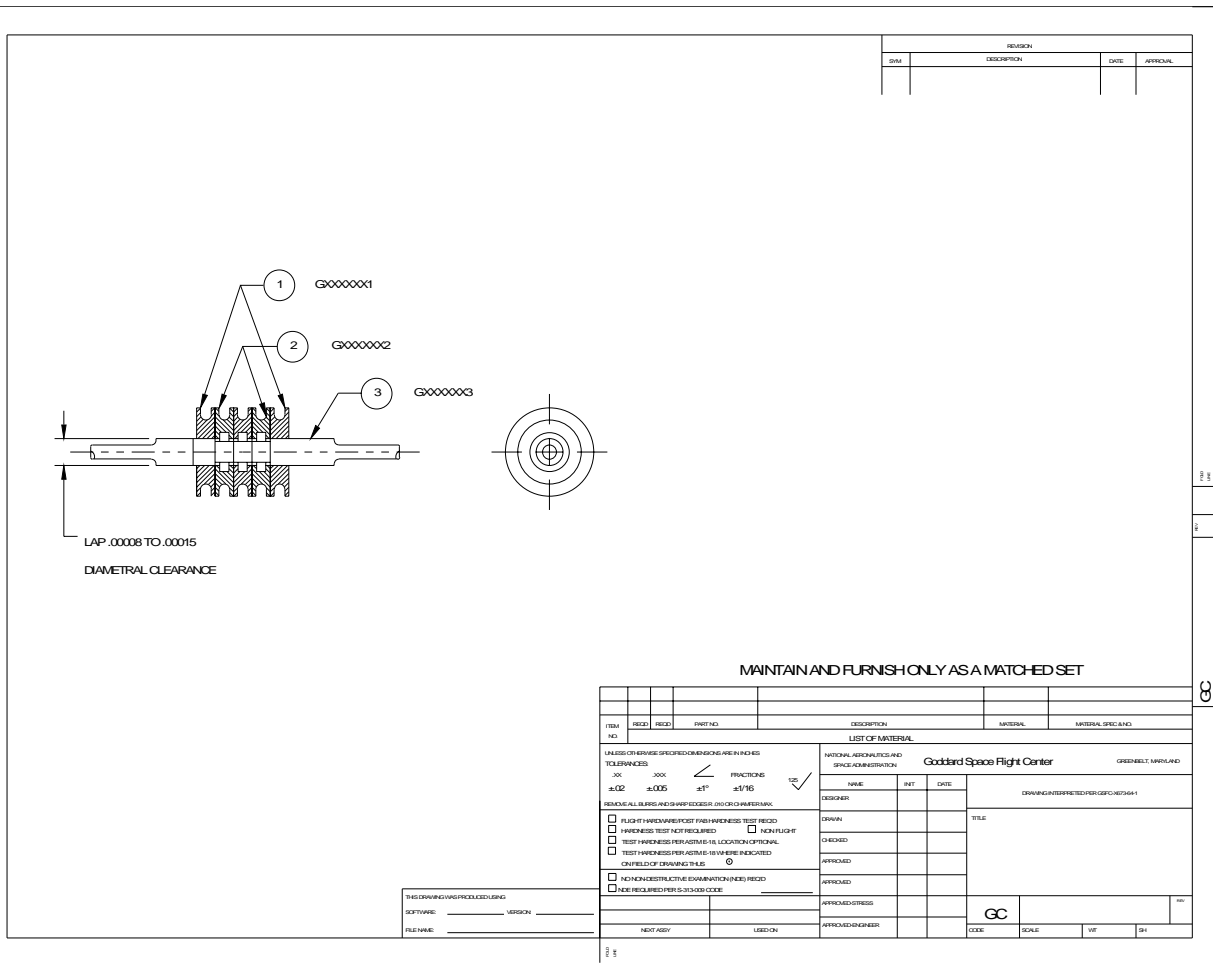 REVISION
SYM DESCRIPTION DATE APPROVAL
1 GXXXXXX1
2 GXXXXXX2
3 GXXXXXX3
LAP .00008 TO .00015
DIAMETRAL CLEARANCE
FOLD
LINE
REV
GC
MAINTAIN AND FURNISH ONLY AS A MATCHED SET
ITEM NO. REQD REQD PART NO. DESCRIPTION MATERIAL MATERIAL SPEC & NO.
LIST OF MATERIAL
UNLESS OTHERWISE SPECIFIED DIMENSIONS ARE IN INCHES
TOLERANCES:
.XX .XXX FRACTIONS
±.02 ±.005 ±1° ±1/16 125
REMOVE ALL BURRS AND SHARP EDGES R .010 OR CHAMFER MAX.
FLIGHT HARDWARE/POST FAB HARDNESS TEST REQD
HARDNESS TEST NOT REQUIRED NON FLIGHT
TEST HARDNESS PER ASTM E-18, LOCATION OPTIONAL
TEST HARDNESS PER ASTM E-18 WHERE INDICATED
ON FIELD OF DRAWING THUS
NO NON-DESTRUCTIVE EXAMINATION (NDE) REQD
NDE REQUIRED PER S-313-009 CODE
NEXT ASSY USED ON
NATIONAL AERONAUTICS AND
SPACE ADMINISTRATION
Goddard Space Flight Center
GREENBELT, MARYLAND
NAME INIT DATE
DESIGNER
DRAWN
CHECKED
APPROVED
APPROVED
APPROVED-STRESS
APPROVED-ENGINEER
DRAWING INTERPRETED PER GSFC-X-673-64-1
TITLE
GC
REV
CODE SCALE WT SH
THIS DRAWING WAS PRODUCED USING
SOFTWARE: VERSION:
FILE NAME:
FOLD
LINE